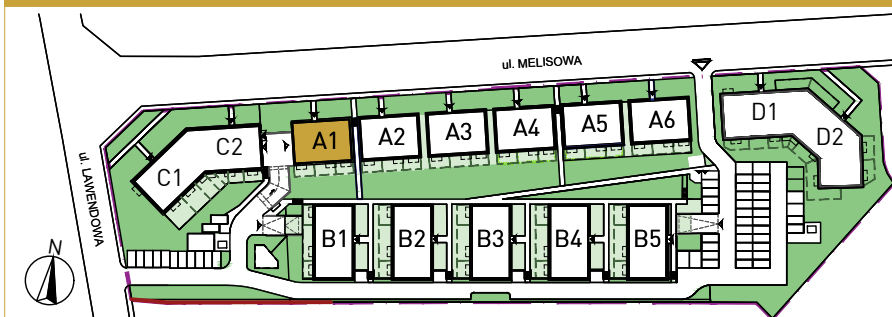 ul. MELISOWA
D1
A1
A2
A3
A4
A5
A6
C2
D2
C1
ul. LAWENDOWA
B1
B2
B3
B4
B5
N